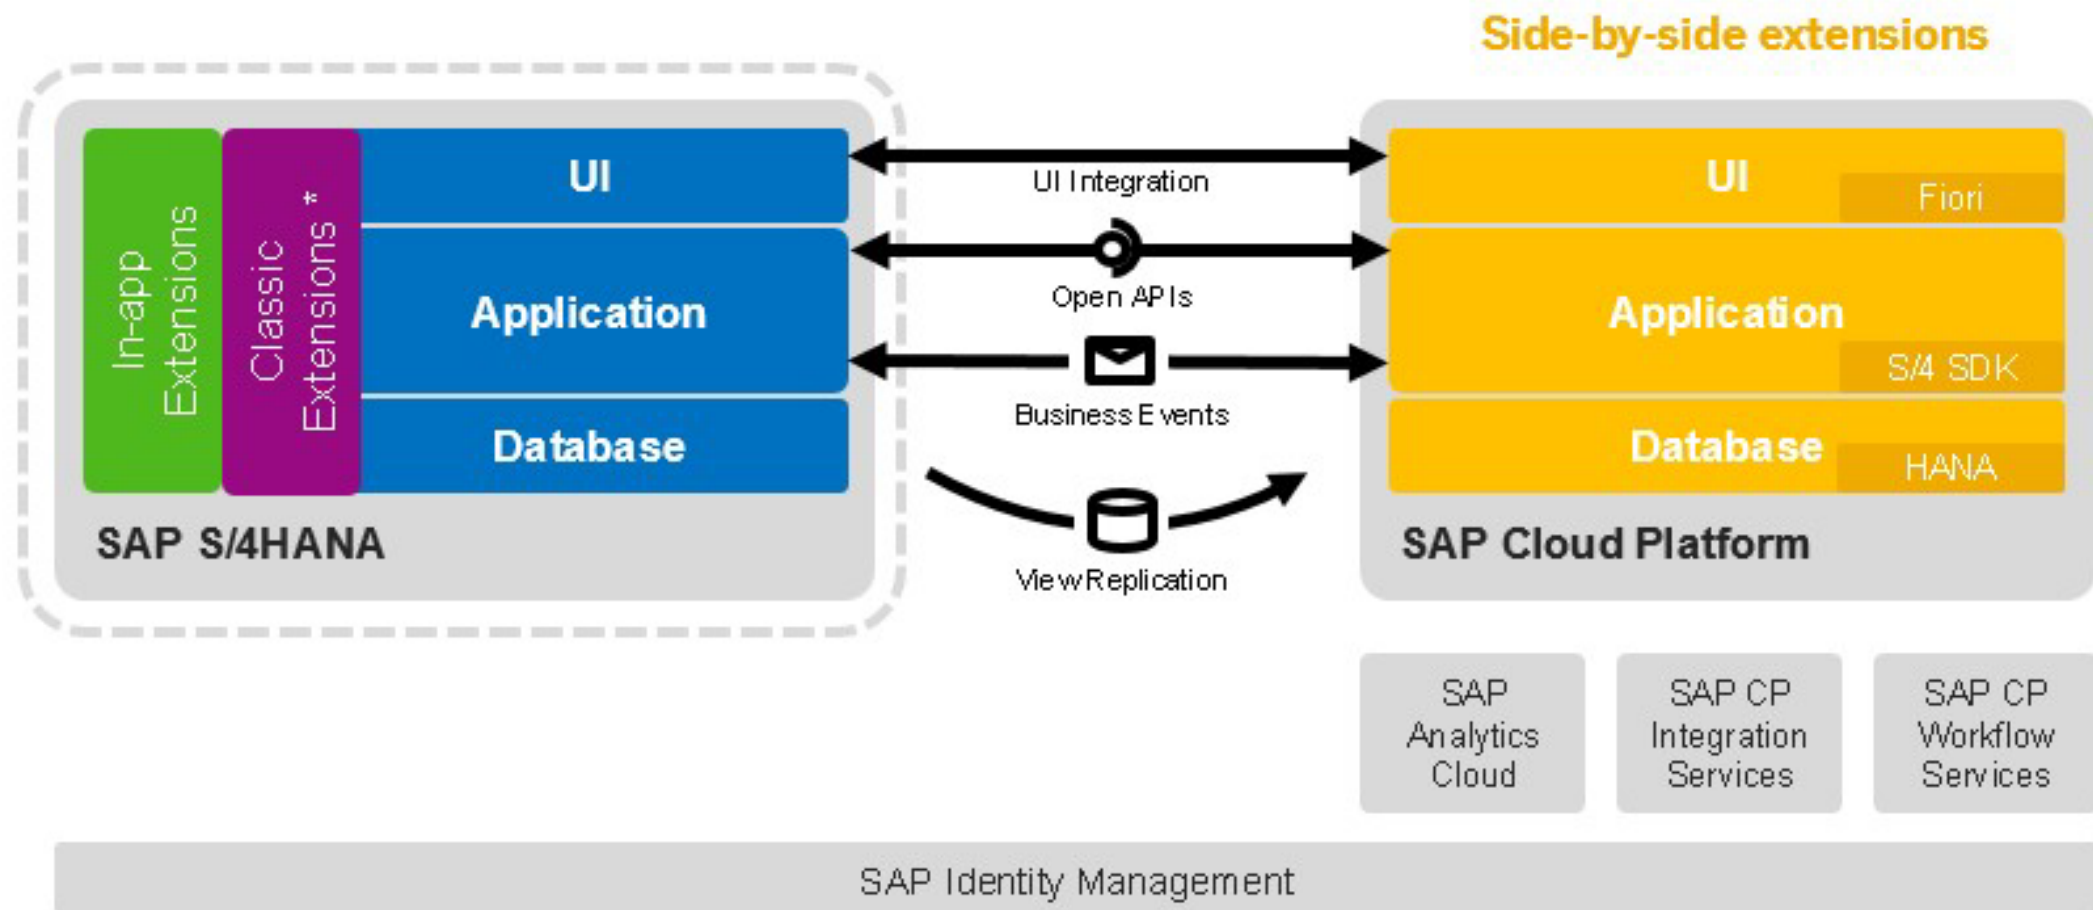 Side-by-side extensions
In-app
Extensions
Classic
Extensions *
UI
Application
Database
SAP S/4HANA
UI Integration
Open APIs
Business Events
View Replication
UI
Fiori
Application
S/4 SDK
Database
HANA
SAP Cloud Platform
SAP
Analytics
Cloud
SAP CP
Integration
Services
SAP CP
Workflow
Services
SAP Identity Management